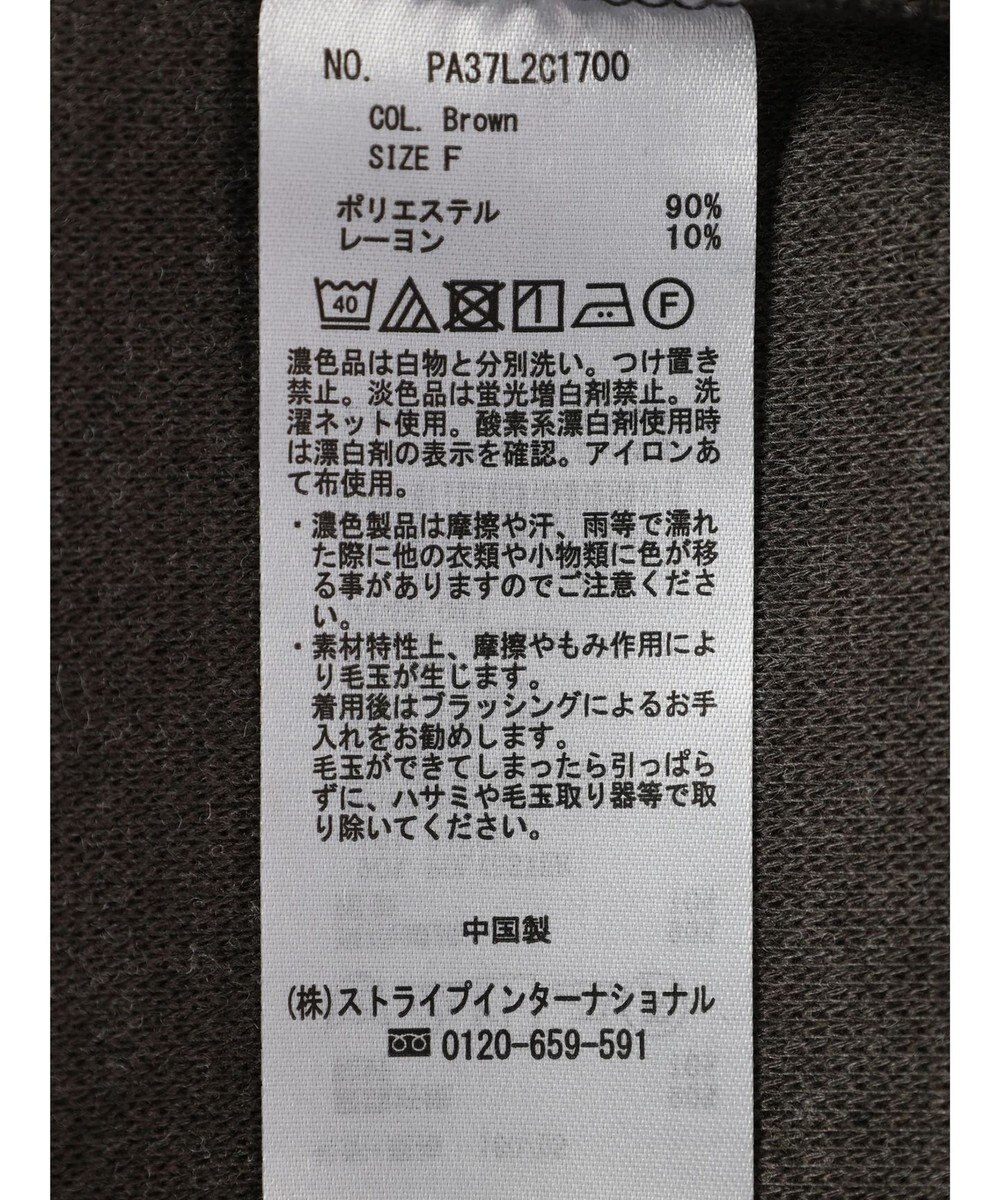 NO. PA37L2C1700
COL. Brown
SIZE F
ポリエステル 90%
レーヨン 10%
40 F
濃色品は白物と分別洗い。つけ置き
禁止。淡色品は蛍光増白剤禁止。洗
濯ネット使用。酸素系漂白剤使用時
は漂白剤の表示を確認。アイロンあ
て布使用。
・濃色製品は摩擦や汗、雨等で濡れ
た際に他の衣類や小物類に色が移
る事がありますのでご注意くださ
い。
・素材特性上、摩擦やもみ作用によ
り毛玉が生じます。
着用後はブラッシングによるお手
入れをお勧めします。
毛玉ができてしまったら引っぱら
ずに、ハサミや毛玉取り器等で取
り除いてください。
中国製
(株)ストライプインターナショナル
0120-659-591